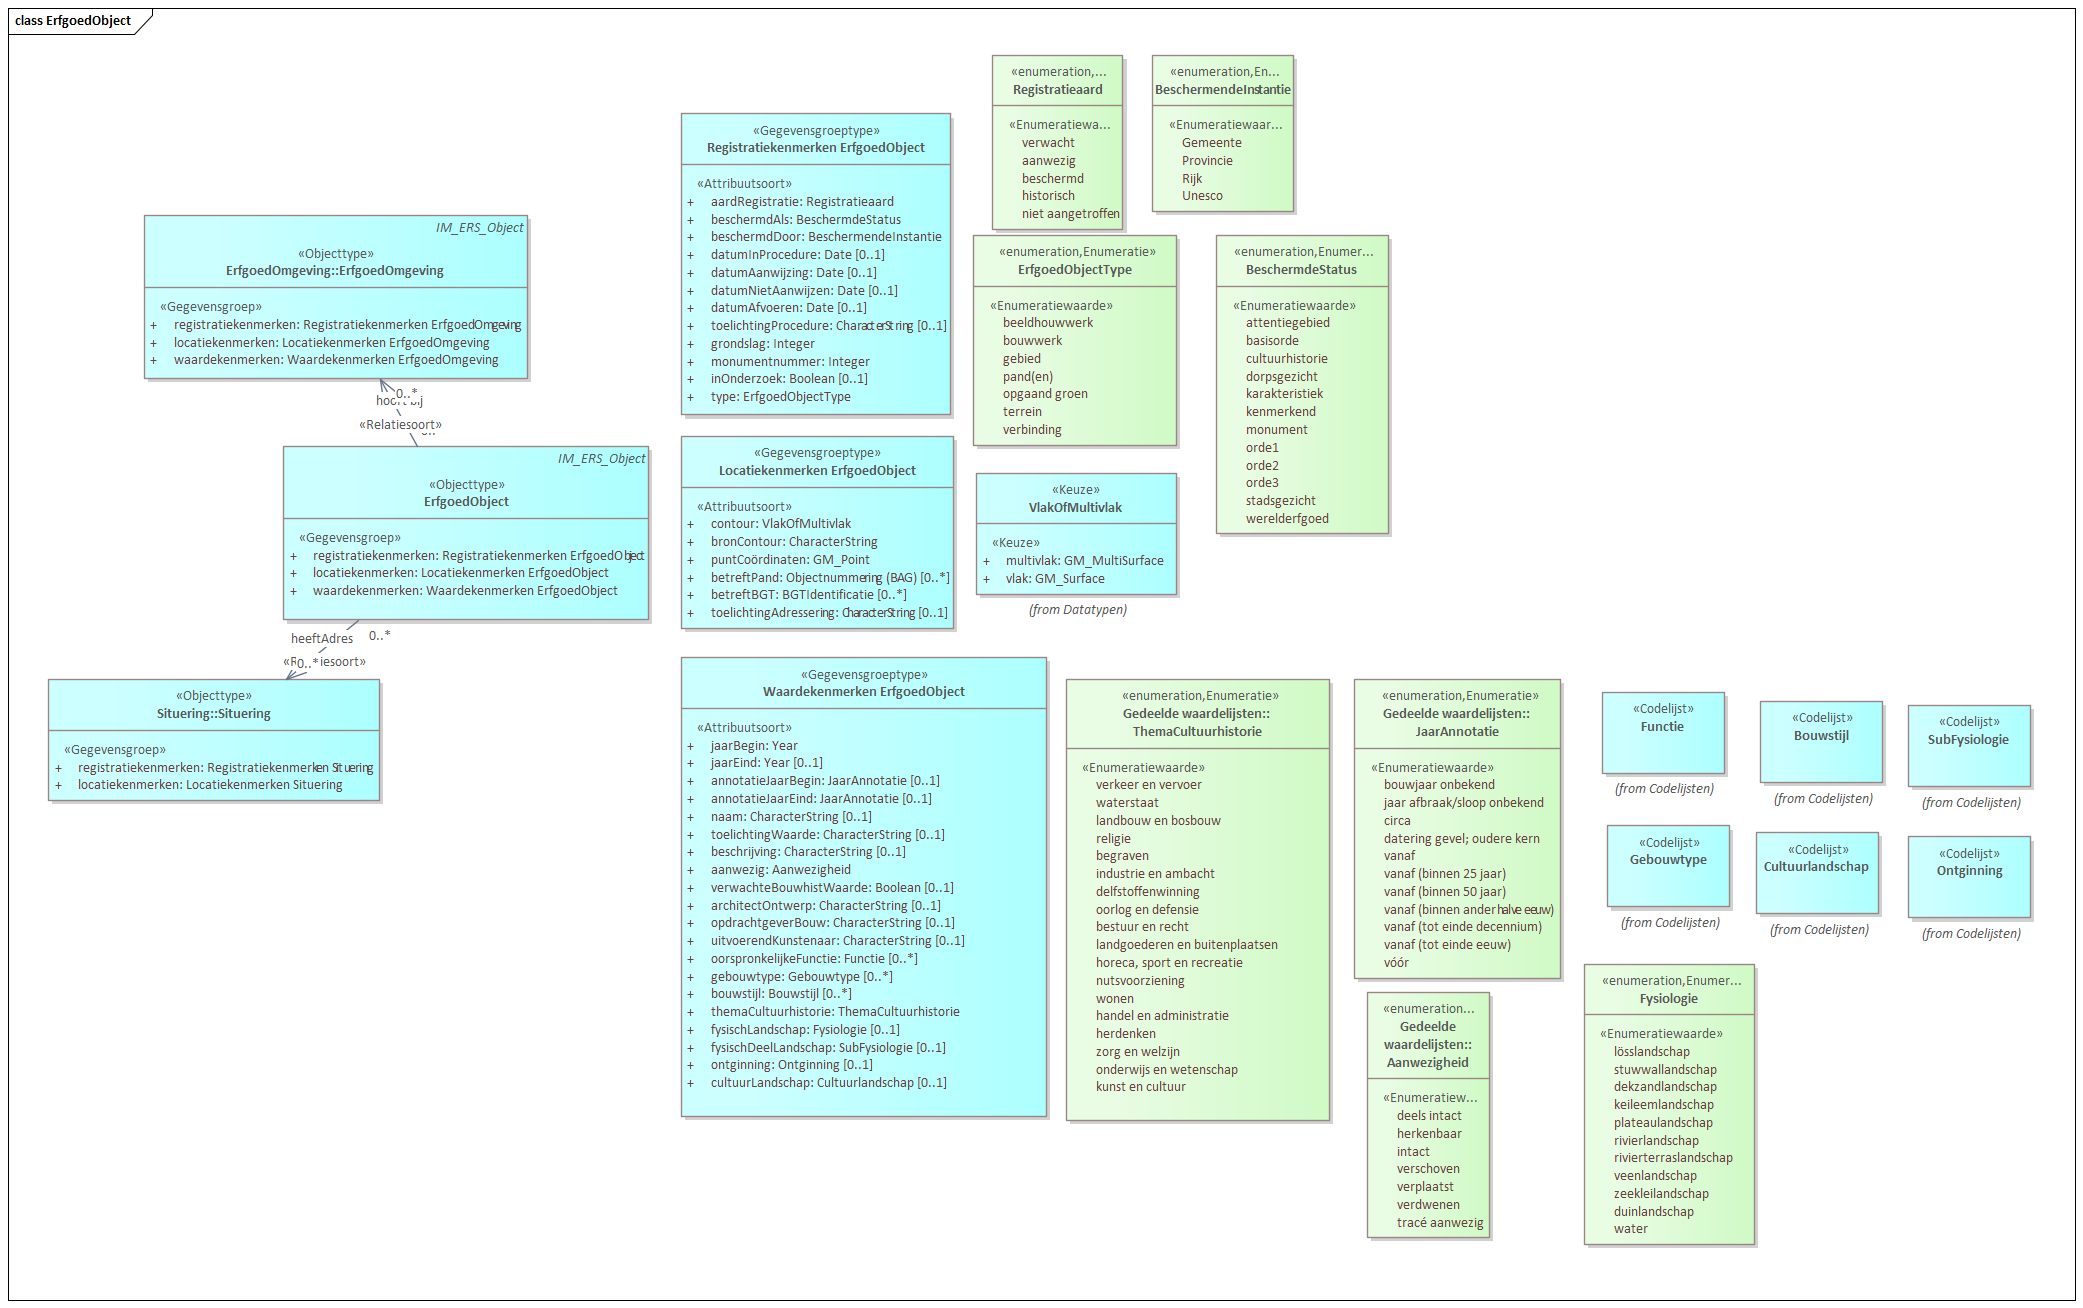 class ErfgoedObject
IM_ERS_Object
«Objecttype»
ErfgoedOmgeving::ErfgoedOmgeving
«Gegevensgroep»
+ registratiekenmerken: Registratiekenmerken ErfgoedOmgeving
+ locatiekenmerken: Locatiekenmerken ErfgoedOmgeving
+ waardekenmerken: Waardekenmerken ErfgoedOmgeving
0..*
«Relatiesoort»
IM_ERS_Object
«Objecttype»
ErfgoedObject
«Gegevensgroep»
+ registratiekenmerken: Registratiekenmerken ErfgoedObject
+ locatiekenmerken: Locatiekenmerken ErfgoedObject
+ waardekenmerken: Waardekenmerken ErfgoedObject
heeftAdres
0..*
0..*
«Objecttype»
Situering::Situering
«Gegevensgroep»
+ registratiekenmerken: Registratiekenmerken Situering
+ locatiekenmerken: Locatiekenmerken Situering
«Gegevensgroeptype»
Registratiekenmerken ErfgoedObject
«Attribuutsoort»
+ aardRegistratie: Registratieaard
+ beschermdAls: BeschermdeStatus
+ beschermdDoor: BeschermendeInstantie
+ datumInProcedure: Date [0..1]
+ datumAanwijzing: Date [0..1]
+ datumNietAanwijzen: Date [0..1]
+ datumAfvoeren: Date [0..1]
+ toelichtingProcedure: CharacterString [0..1]
+ grondslag: Integer
+ monumentnummer: Integer
+ inOnderzoek: Boolean [0..1]
+ type: ErfgoedObjectType
«Gegevensgroeptype»
Locatiekenmerken ErfgoedObject
«Attribuutsoort»
+ contour: VlakOfMultivlak
+ bronContour: CharacterString
+ puntCoördinaten: GM_Point
+ betreftPand: Objectnummering (BAG) [0..*]
+ betreftBGT: BGTIdentificatie [0..*]
+ toelichtingAdressering: CharacterString [0..1]
«Gegevensgroeptype»
Waardekenmerken ErfgoedObject
«Attribuutsoort»
+ jaarBegin: Year
+ jaarEind: Year [0..1]
+ annotatieJaarBegin: JaarAnnotatie [0..1]
+ annotatieJaarEind: JaarAnnotatie [0..1]
+ naam: CharacterString [0..1]
+ toelichtingWaarde: CharacterString [0..1]
+ beschrijving: CharacterString [0..1]
+ aanwezig: Aanwezigheid
+ verwachteBouwhistWaarde: Boolean [0..1]
+ architectOntwerp: CharacterString [0..1]
+ opdrachtgeverBouw: CharacterString [0..1]
+ uitvoerendKunstenaar: CharacterString [0..1]
+ oorspronkelijkeFunctie: Functie [0..*]
+ gebouwtype: Gebouwtype [0..*]
+ bouwstijl: Bouwstijl [0..*]
+ themaCultuurhistorie: ThemaCultuurhistorie
+ fysischLandschap: Fysiologie [0..1]
+ fysischDeelLandschap: SubFysiologie [0..1]
+ ontginning: Ontginning [0..1]
+ cultuurLandschap: Cultuurlandschap [0..1]
«enumeration,...
Registratieaard
«Enumeratiewa...
verwacht
aanwezig
beschermd
historisch
niet aangetroffen
«enumeration,En...
BeschermendeInstantie
«Enumeratiewaar...
Gemeente
Provincie
Rijk
Unesco
«enumeration,Enumeratie»
ErfgoedObjectType
«Enumeratiewaarde»
beeldhouwwerk
bouwwerk
gebied
pand(en)
opgaand groen
terrein
verbinding
«enumeration,Enumer...
BeschermdeStatus
«Enumeratiewaarde»
attentiegebied
basisorde
cultuurhistorie
dorpsgezicht
karakteristiek
kenmerkend
monument
orde1
orde2
orde3
stadsgezicht
werelderfgoed
«Keuze»
VlakOfMultivlak
«Keuze»
+ multivlak: GM_MultiSurface
+ vlak: GM_Surface
(from Datatypen)
«enumeration,Enumeratie»
Gedeelde waardelijsten::
ThemaCultuurhistorie
«Enumeratiewaarde»
verkeer en vervoer
waterstaat
landbouw en bosbouw
religie
begraven
industrie en ambacht
delfstoffenwinning
oorlog en defensie
bestuur en recht
landgoederen en buitenplaatsen
horeca, sport en recreatie
nutsvoorziening
wonen
handel en administratie
herdenken
zorg en welzijn
onderwijs en wetenschap
kunst en cultuur
«enumeration,Enumeratie»
Gedeelde waardelijsten::
JaarAnnotatie
«Enumeratiewaarde»
bouwjaar onbekend
jaar afbraak/sloop onbekend
circa
datering gevel; oudere kern
vanaf
vanaf (binnen 25 jaar)
vanaf (binnen 50 jaar)
vanaf (binnen anderhalve eeuw)
vanaf (tot einde decennium)
vanaf (tot einde eeuw)
vóór
«enumeration...
Gedeelde
waardelijsten::
Aanwezigheid
«Enumeratiew...
deels intact
herkenbaar
intact
verschoven
verplaatst
verdwenen
tracé aanwezig
«Codelijst»
Functie
(from Codelijsten)
«Codelijst»
Bouwstijl
(from Codelijsten)
«Codelijst»
SubFysiologie
(from Codelijsten)
«Codelijst»
Gebouwtype
(from Codelijsten)
«Codelijst»
Cultuurlandschap
(from Codelijsten)
«Codelijst»
Ontginning
(from Codelijsten)
«enumeration,Enumer...
Fysiologie
«Enumeratiewaarde»
lösslandschap
stuwwallandschap
dekzandlandschap
keileemlandschap
plateaulandschap
rivierlandschap
rivierterraslandschap
veenlandschap
zeekleilandschap
duinlandschap
water